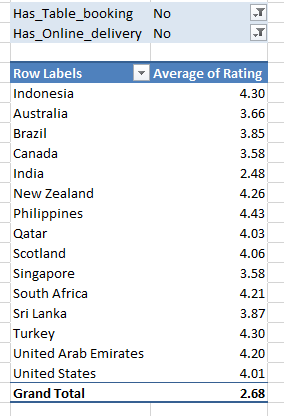 Has_Table_booking No
Has_Online_delivery No
Row Labels Average of Rating
Indonesia 4.30
Australia 3.66
Brazil 3.85
Canada 3.58
India 2.48
New Zealand 4.26
Philippines 4.43
Qatar 4.03
Scotland 4.06
Singapore 3.58
South Africa 4.21
Sri Lanka 3.87
Turkey 4.30
United Arab Emirates 4.20
United States 4.01
Grand Total 2.68